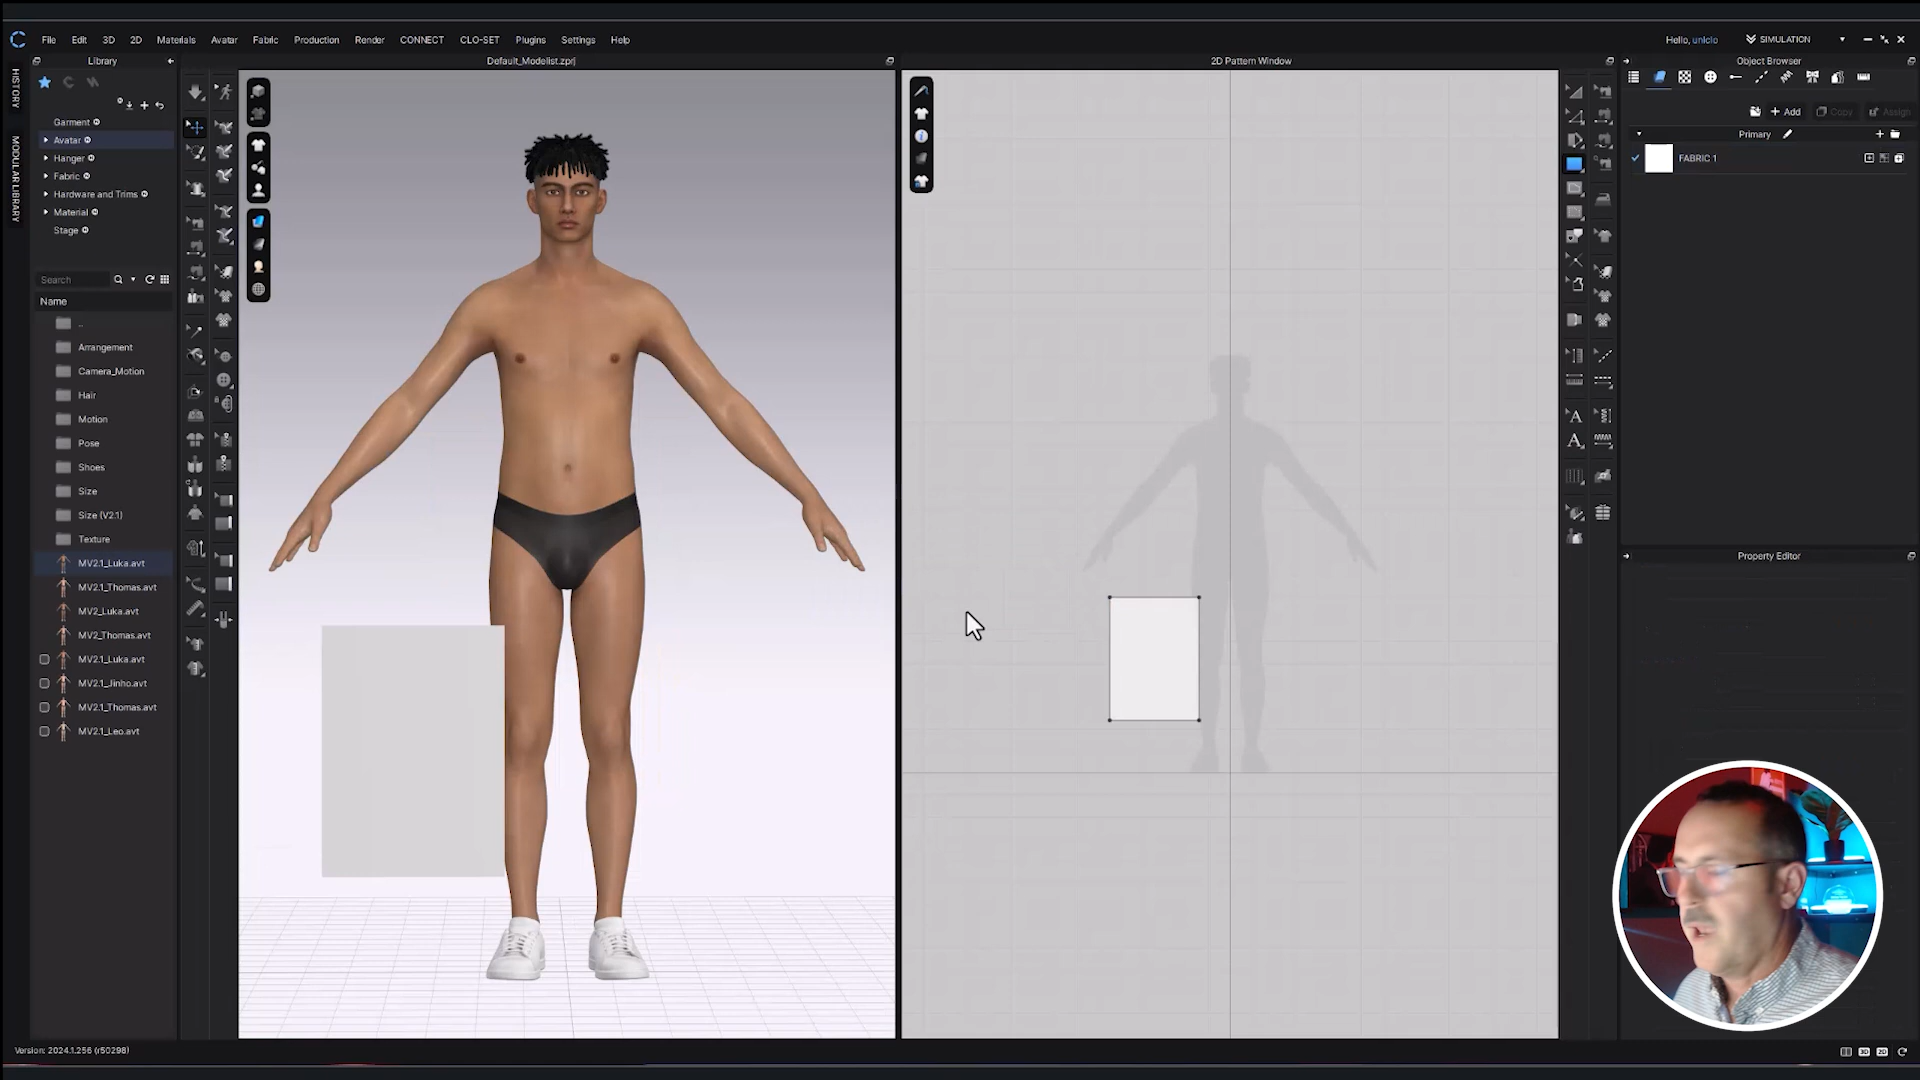 File Edit 3D 2D Materials Avatar Fabric Production Render CONNECT CLO-SET Plugins Settings Help
Hello, uniclo SIMULATION
Library
Default_Modelist.zprj
2D Pattern Window
Object Browser
HISTORY
MODULAR LIBRARY
Garment
Avatar
Hanger
Fabric
Hardware and Trims
Material
Stage
Search
Name
..
Arrangement
Camera_Motion
Hair
Motion
Pose
Shoes
Size
Size (V2.1)
Texture
MV2.1_Luka.avt
MV2.1_Thomas.avt
MV2_Luka.avt
MV2_Thomas.avt
MV2.1_Luka.avt
MV2.1_Jinho.avt
MV2.1_Thomas.avt
MV2.1_Leo.avt
+ Add Copy Assign
Primary
FABRIC 1
Property Editor
Version: 2024.1.256 (r50298)